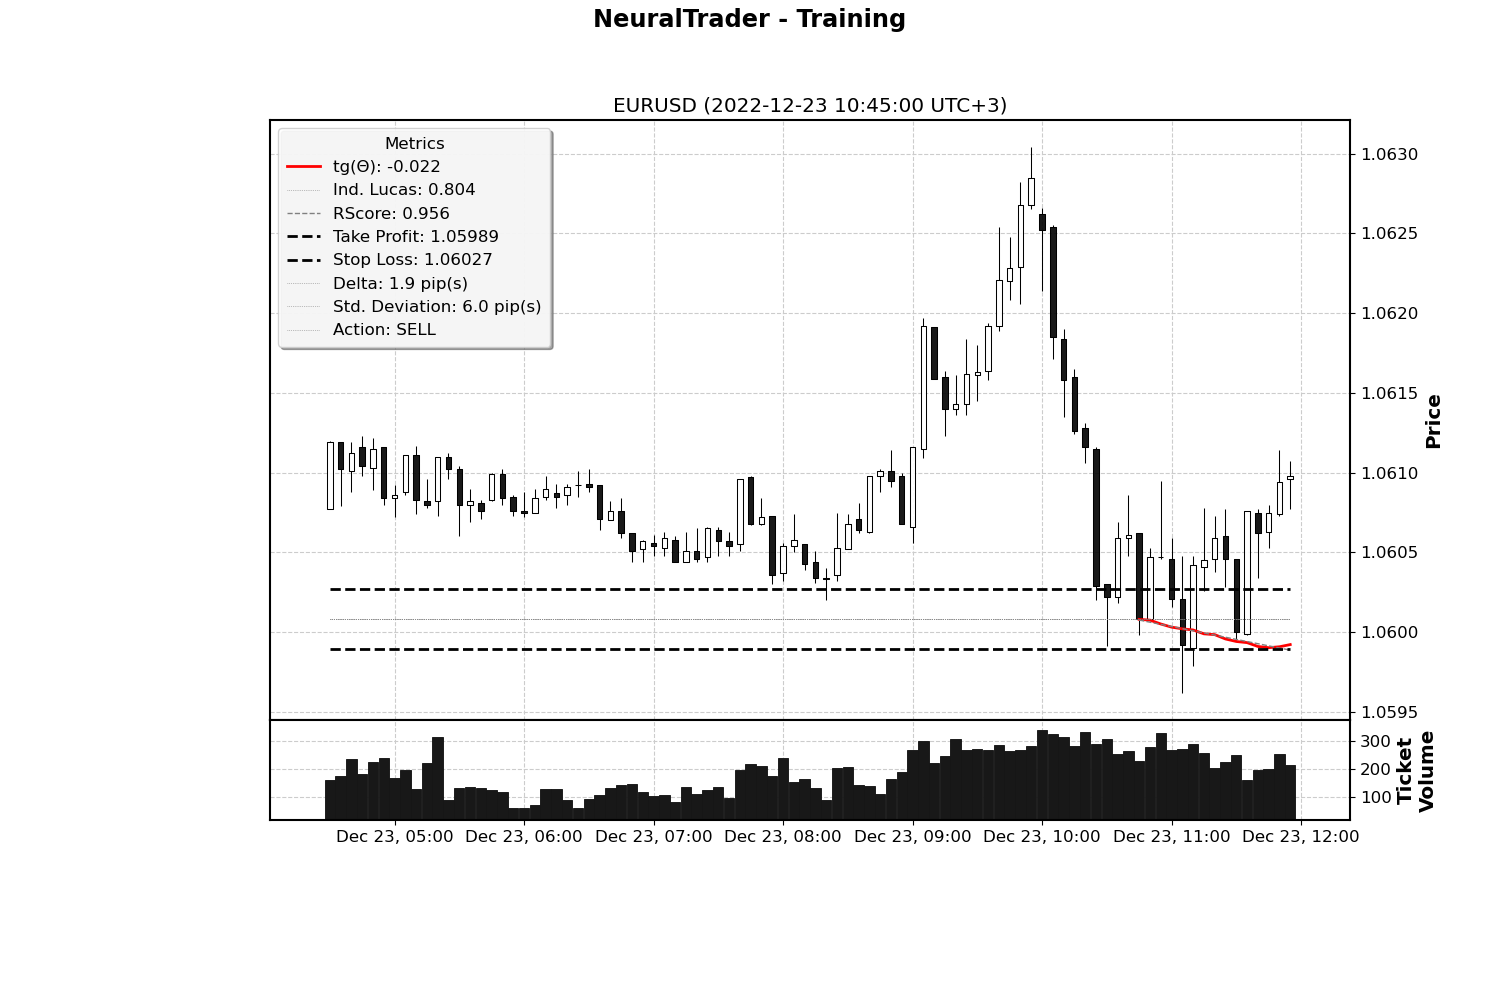 NeuralTrader - Training
EURUSD (2022-12-23 10:45:00 UTC+3)
Metrics
tg(Θ): -0.022
Ind. Lucas: 0.804
RScore: 0.956
Take Profit: 1.05989
Stop Loss: 1.06027
Delta: 1.9 pip(s)
Std. Deviation: 6.0 pip(s)
Action: SELL
1.0630
1.0625
1.0620
1.0615
1.0610
1.0605
1.0600
1.0595
Price
300
200
100
Ticket
Volume
Dec 23, 05:00
Dec 23, 06:00
Dec 23, 07:00
Dec 23, 08:00
Dec 23, 09:00
Dec 23, 10:00
Dec 23, 11:00
Dec 23, 12:00